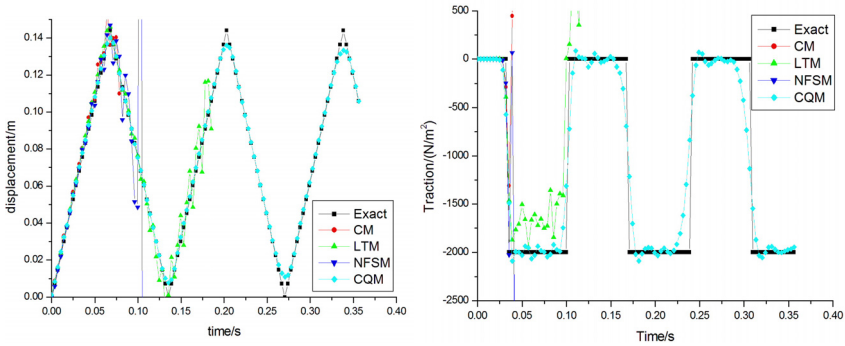 0.14
0.12
0.10
0.08
0.06
0.04
0.02
0.00
displacement/m
0.00 0.05 0.10 0.15 0.20 0.25 0.30 0.35 0.40
time/s
Exact
CM
LTM
NFSM
CQM
500
0
-500
-1000
-1500
-2000
-2500
Traction/(N/m²)
0.00 0.05 0.10 0.15 0.20 0.25 0.30 0.35 0.40
Time/s
Exact
CM
LTM
NFSM
CQM